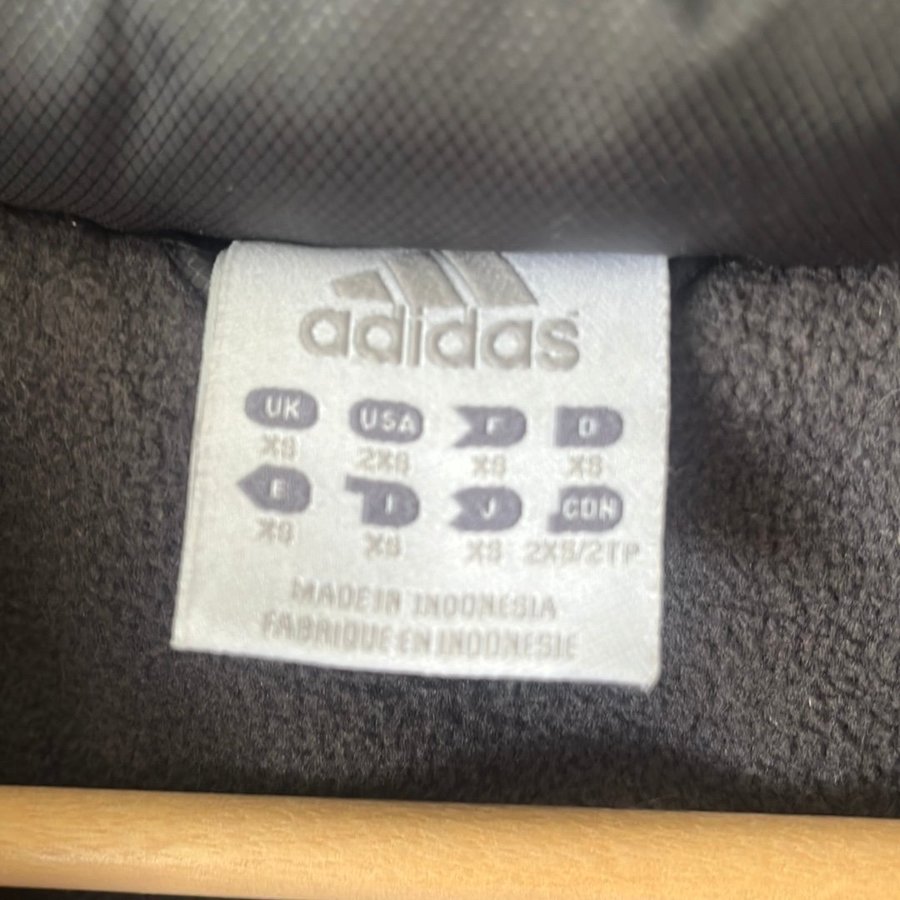 adidas
UK USA F D
XS 2XS XS XS
E I J CDN
XS XS XS 2XS/2TP
MADE IN INDONESIA
FABRIQUE EN INDONESIE